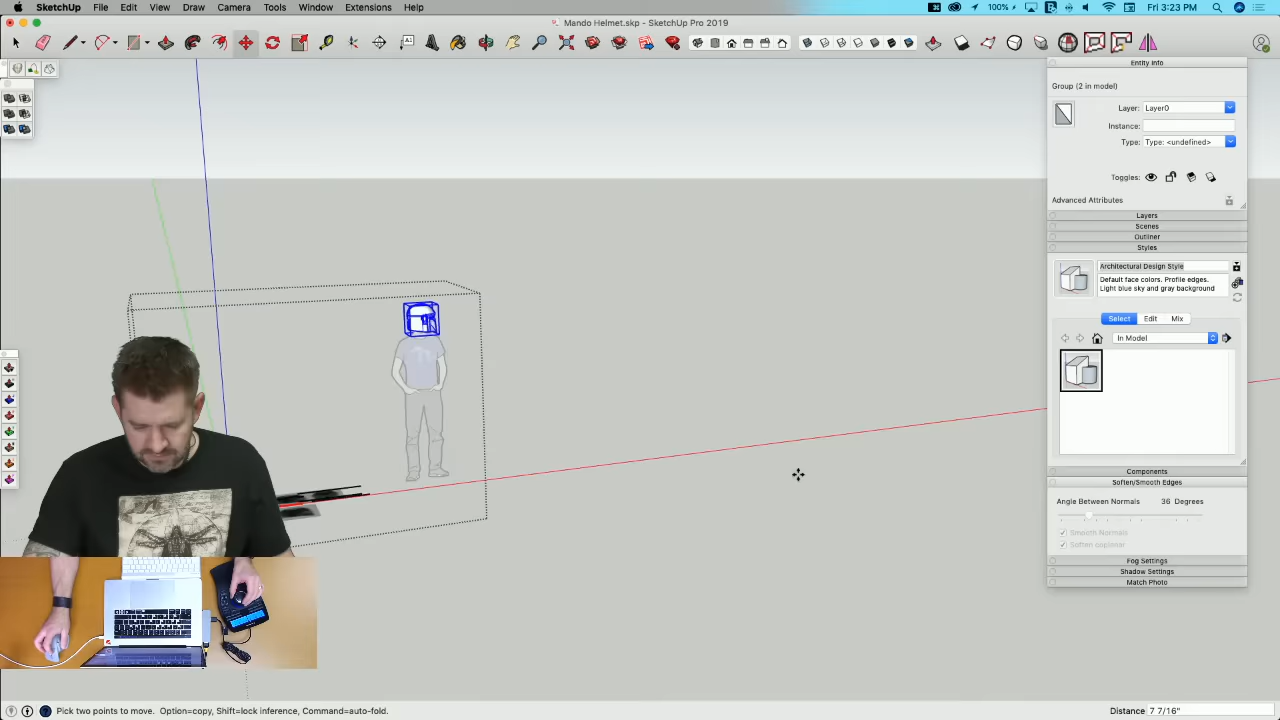 SketchUp File Edit View Draw Camera Tools Window Extensions Help
100% Fri 3:23 PM
Mando Helmet.skp - SketchUp Pro 2019
Entity Info
Group (2 in model)
Layer: Layer0
Instance:
Type: Type: <undefined>
Toggles:
Advanced Attributes
Layers
Scenes
Outliner
Styles
Architectural Design Style
Default face colors. Profile edges.
Light blue sky and gray background
Select Edit Mix
In Model
Components
Soften/Smooth Edges
Angle Between Normals 36 Degrees
Smooth Normals
Soften coplanar
Fog Settings
Shadow Settings
Match Photo
Pick two points to move. Option=copy, Shift=lock inference, Command=auto-fold.
Distance 7 7/16"